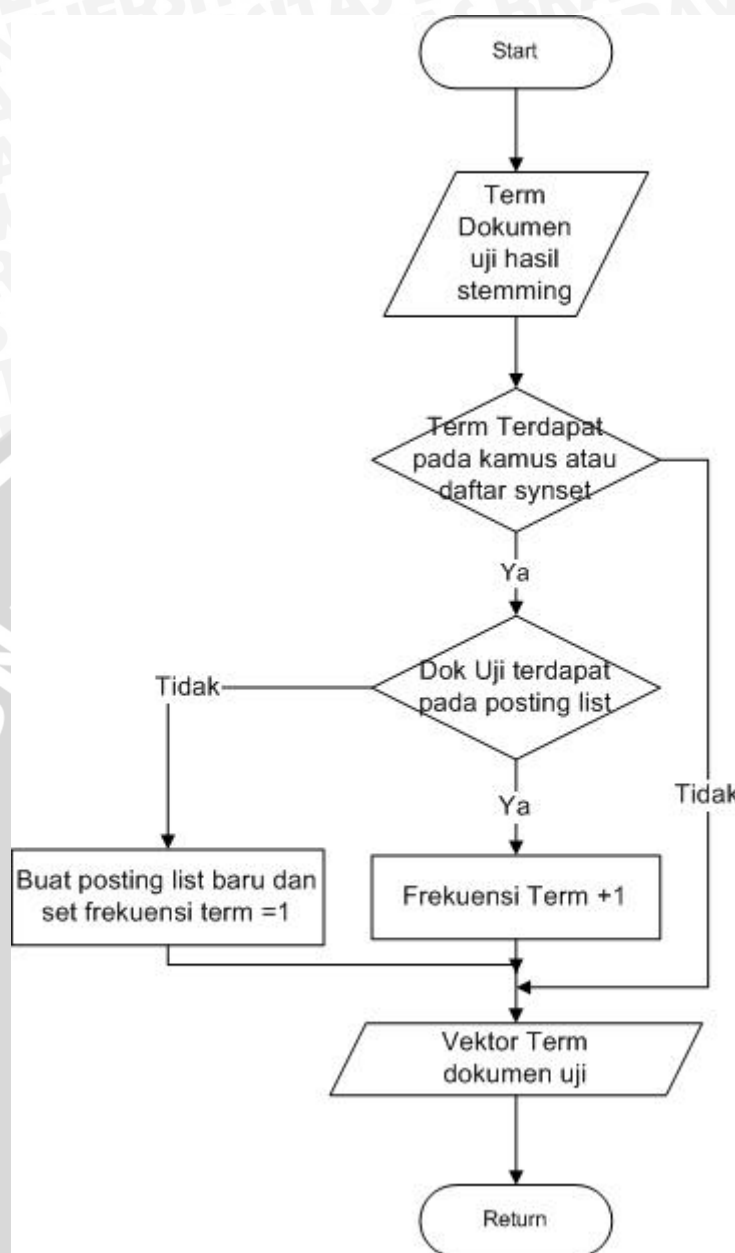 Start
Term
Dokumen
uji hasil
stemming
Term Terdapat
pada kamus atau
daftar synset
Ya
Dok Uji terdapat
pada posting list
Tidak
Ya
Tidak
Buat posting list baru dan
set frekuensi term =1
Frekuensi Term +1
Vektor Term
dokumen uji
Return